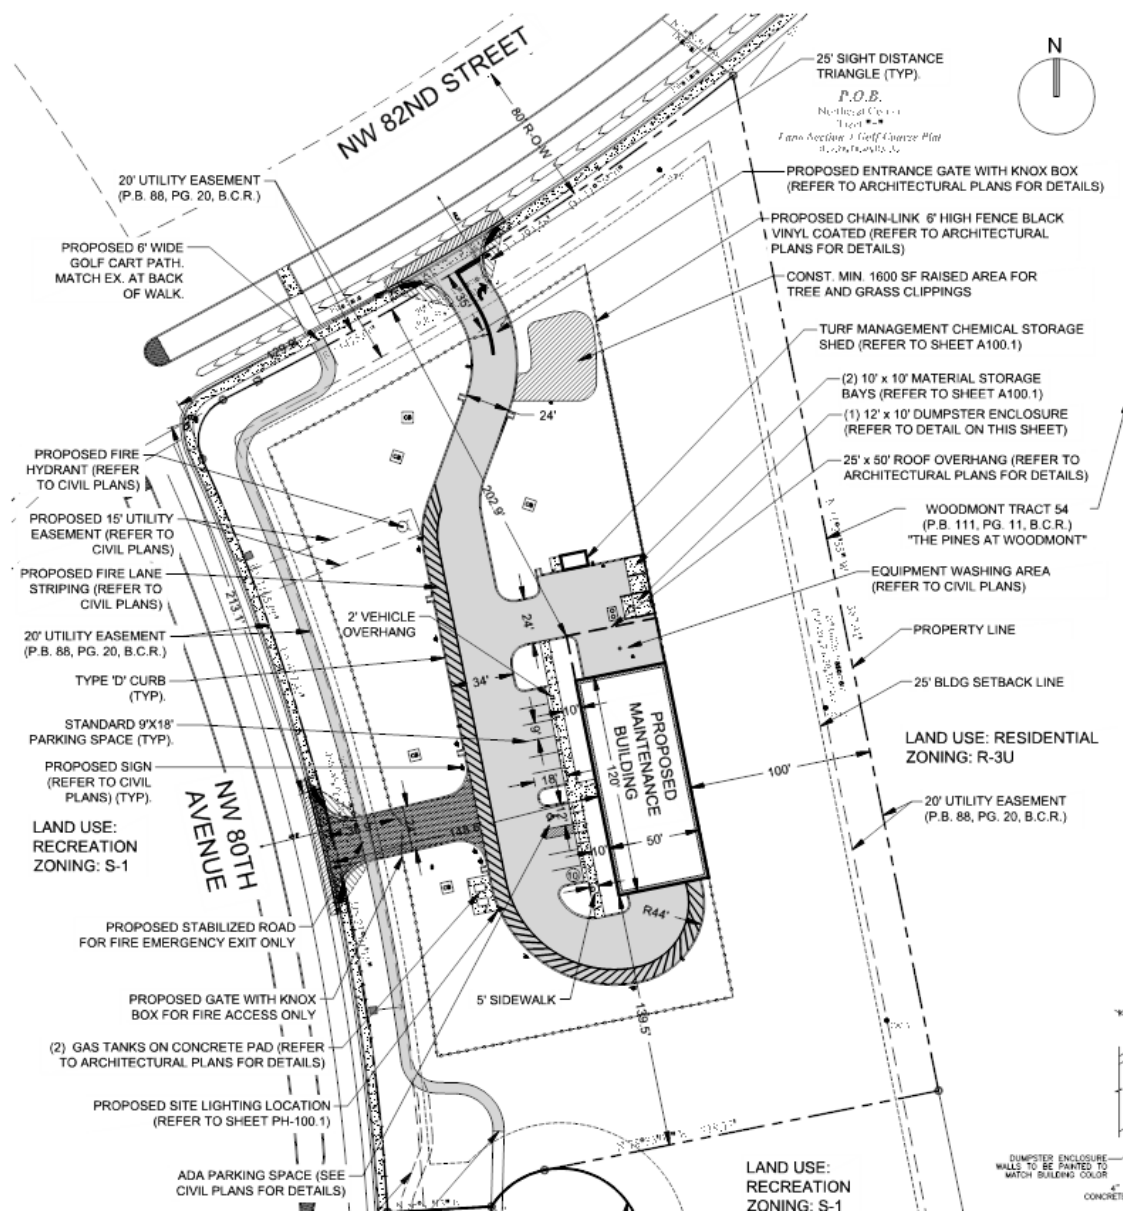 NW 82ND STREET
80' R-O-W
25' SIGHT DISTANCE
TRIANGLE (TYP).
P.O.B.
N
20' UTILITY EASEMENT
(P.B. 88, PG. 20, B.C.R.)
PROPOSED 6' WIDE
GOLF CART PATH.
MATCH EX. AT BACK
OF WALK.
PROPOSED ENTRANCE GATE WITH KNOX BOX
(REFER TO ARCHITECTURAL PLANS FOR DETAILS)
PROPOSED CHAIN-LINK 6' HIGH FENCE BLACK
VINYL COATED (REFER TO ARCHITECTURAL
PLANS FOR DETAILS)
CONST. MIN. 1600 SF RAISED AREA FOR
TREE AND GRASS CLIPPINGS
TURF MANAGEMENT CHEMICAL STORAGE
SHED (REFER TO SHEET A100.1)
(2) 10' x 10' MATERIAL STORAGE
BAYS (REFER TO SHEET A100.1)
(1) 12' x 10' DUMPSTER ENCLOSURE
(REFER TO DETAIL ON THIS SHEET)
25' x 50' ROOF OVERHANG (REFER TO
ARCHITECTURAL PLANS FOR DETAILS)
WOODMONT TRACT 54
(P.B. 111, PG. 11, B.C.R.)
"THE PINES AT WOODMONT"
EQUIPMENT WASHING AREA
(REFER TO CIVIL PLANS)
PROPERTY LINE
25' BLDG SETBACK LINE
LAND USE: RESIDENTIAL
ZONING: R-3U
20' UTILITY EASEMENT
(P.B. 88, PG. 20, B.C.R.)
35'
24'
202.9'
24'
34'
10'
9'
18'
10'
50'
100'
120'
R44'
139.5'
213.1'
10
PROPOSED
MAINTENANCE
BUILDING
PROPOSED FIRE
HYDRANT (REFER
TO CIVIL PLANS)
PROPOSED 15' UTILITY
EASEMENT (REFER TO
CIVIL PLANS)
PROPOSED FIRE LANE
STRIPING (REFER TO
CIVIL PLANS)
2' VEHICLE
OVERHANG
20' UTILITY EASEMENT
(P.B. 88, PG. 20, B.C.R.)
TYPE 'D' CURB
(TYP).
STANDARD 9'X18'
PARKING SPACE (TYP).
PROPOSED SIGN
(REFER TO CIVIL
PLANS) (TYP).
NW 80TH
AVENUE
LAND USE:
RECREATION
ZONING: S-1
PROPOSED STABILIZED ROAD
FOR FIRE EMERGENCY EXIT ONLY
PROPOSED GATE WITH KNOX
BOX FOR FIRE ACCESS ONLY
5' SIDEWALK
(2) GAS TANKS ON CONCRETE PAD (REFER
TO ARCHITECTURAL PLANS FOR DETAILS)
PROPOSED SITE LIGHTING LOCATION
(REFER TO SHEET PH-100.1)
ADA PARKING SPACE (SEE
CIVIL PLANS FOR DETAILS)
LAND USE:
RECREATION
ZONING: S-1
DUMPSTER ENCLOSURE
WALLS TO BE PAINTED TO
MATCH BUILDING COLOR
4"